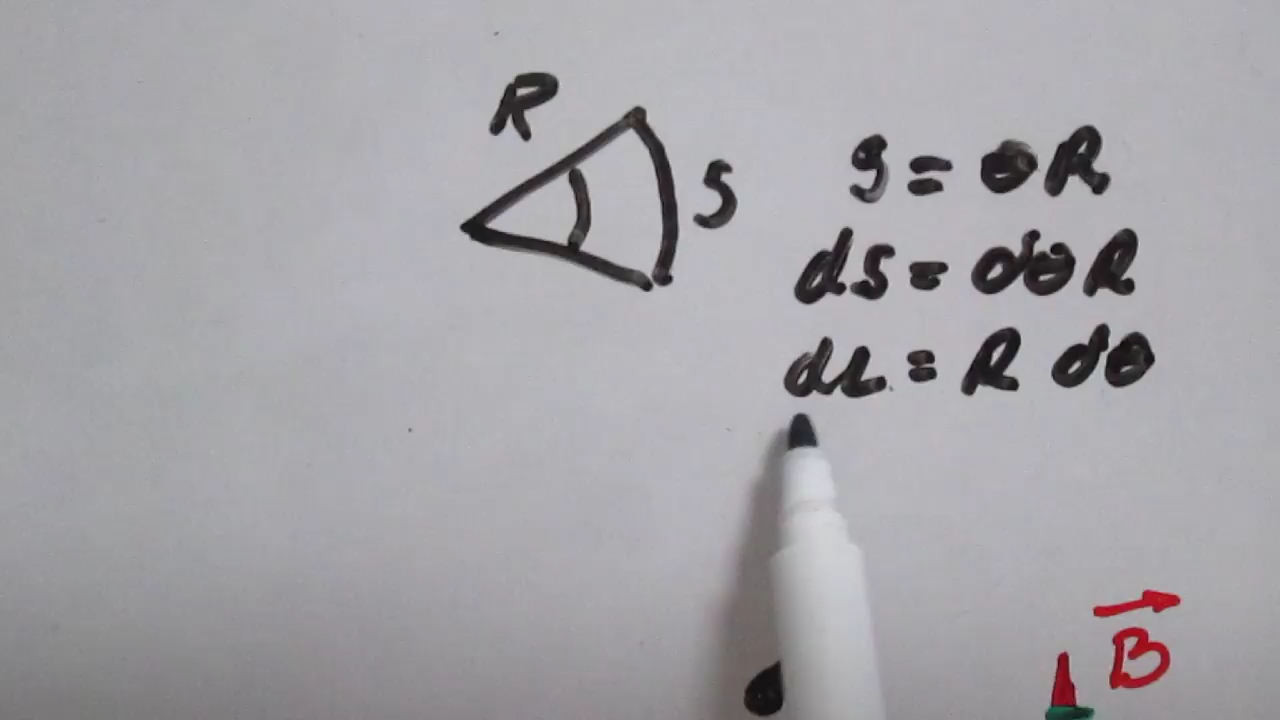 R
S
S = θR
dS = dθR
dL = R dθ
B